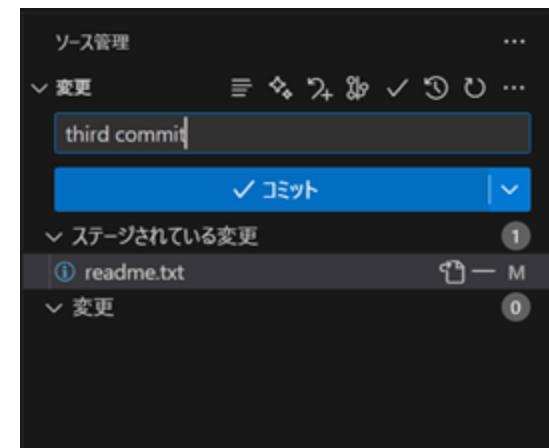 ソース管理
変更
third commit
コミット
ステージされている変更 1
readme.txt M
変更 0